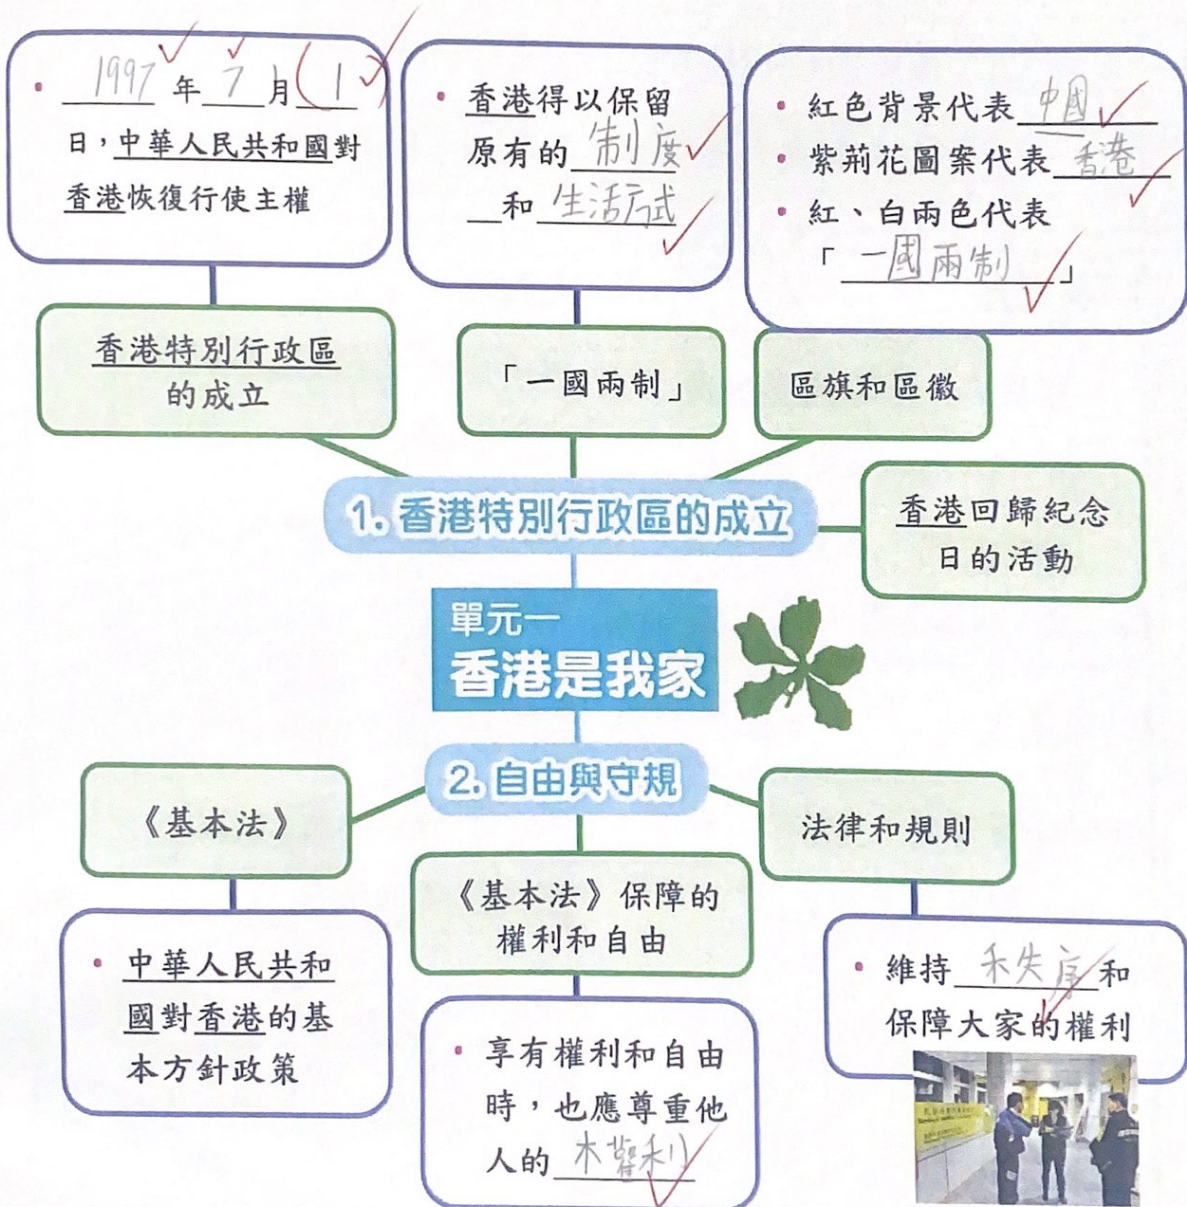 • 1997 年 7 月 1
日，中華人民共和國對
香港恢復行使主權
• 香港得以保留
原有的 制度
和 生活方式
• 紅色背景代表 中國
• 紫荊花圖案代表 香港
• 紅、白兩色代表
「一國兩制」
香港特別行政區
的成立
「一國兩制」
區旗和區徽
1. 香港特別行政區的成立
香港回歸紀念
日的活動
單元一
香港是我家
2. 自由與守規
《基本法》
《基本法》保障的
權利和自由
法律和規則
• 中華人民共和
國對香港的基
本方針政策
• 享有權利和自由
時，也應尊重他
人的 權利
• 維持 秩序 和
保障大家的權利